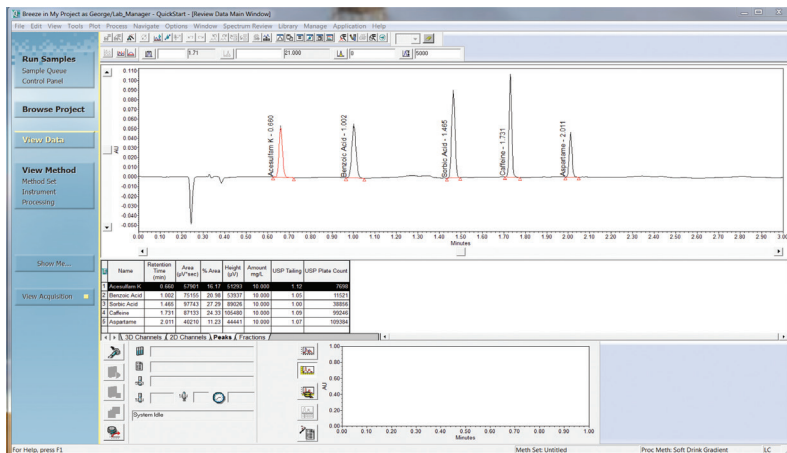 Breeze in My Project as George/Lab_Manager - QuickStart - [Review Data Main Window]
File Edit View Tools Plot Process Navigate Options Window Spectrum Review Library Manage Application Help
Run Samples
Sample Queue
Control Panel
Browse Project
View Data
View Method
Method Set
Instrument
Processing
Show Me...
View Acquisition
1.71 21.000 0 5000
0.110
0.100
0.090
0.080
0.070
0.060
0.050
0.040
0.030
0.020
0.010
0.000
-0.010
-0.020
-0.030
-0.040
-0.050
AU
Acesulfam K - 0.660
Benzoic Acid - 1.002
Sorbic Acid - 1.465
Caffeine - 1.731
Aspartame - 2.011
0.00 0.10 0.20 0.30 0.40 0.50 0.60 0.70 0.80 0.90 1.00 1.10 1.20 1.30 1.40 1.50 1.60 1.70 1.80 1.90 2.00 2.10 2.20 2.30 2.40 2.50 2.60 2.70 2.80 2.90 3.00
Minutes
Name Retention Time (min) Area (µV*sec) % Area Height (µV) Amount mg/L USP Tailing USP Plate Count
1 Acesulfam K 0.660 57901 16.17 51293 10.000 1.12 7698
2 Benzoic Acid 1.002 75155 20.98 53937 10.000 1.05 11521
3 Sorbic Acid 1.465 97743 27.29 89026 10.000 1.00 38856
4 Caffeine 1.731 87133 24.33 105480 10.000 1.09 99246
5 Aspartame 2.011 40210 11.23 44441 10.000 1.07 109384
3D Channels 2D Channels Peaks Fractions
System Idle
1.00
0.80
0.60
0.40
0.20
0.00
AU
0.00 0.10 0.20 0.30 0.40 0.50 0.60 0.70 0.80 0.90 1.00
Minutes
For Help, press F1
Meth Set: Untitled
Proc Meth: Soft Drink Gradient
LC